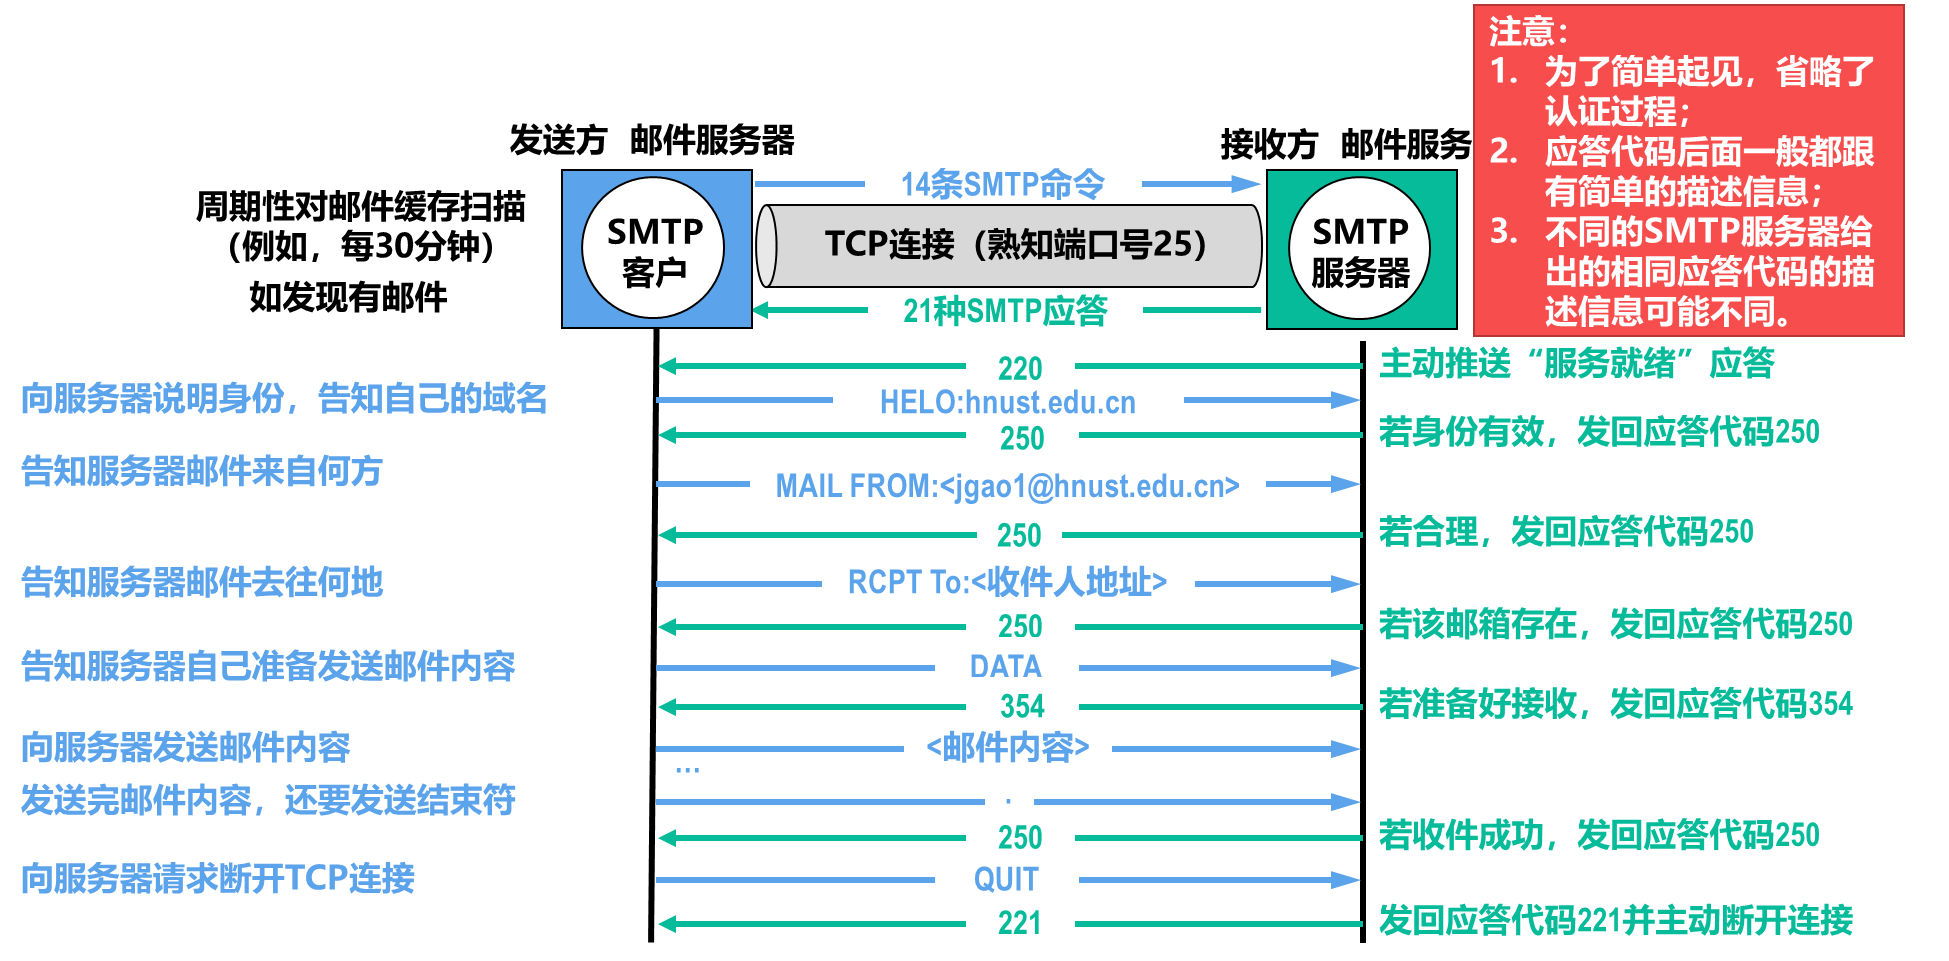 注意：
1. 为了简单起见，省略了
认证过程；
2. 应答代码后面一般都跟
有简单的描述信息；
3. 不同的SMTP服务器给
出的相同应答代码的描
述信息可能不同。
发送方 邮件服务器
接收方 邮件服务
周期性对邮件缓存扫描
（例如，每30分钟）
如发现有邮件
SMTP
客户
14条SMTP命令
TCP连接（熟知端口号25）
21种SMTP应答
SMTP
服务器
220
主动推送“服务就绪”应答
向服务器说明身份，告知自己的域名
HELO:hnust.edu.cn
250
若身份有效，发回应答代码250
告知服务器邮件来自何方
MAIL FROM:<jgao1@hnust.edu.cn>
250
若合理，发回应答代码250
告知服务器邮件去往何地
RCPT To:<收件人地址>
250
若该邮箱存在，发回应答代码250
告知服务器自己准备发送邮件内容
DATA
354
若准备好接收，发回应答代码354
向服务器发送邮件内容
<邮件内容>
...
发送完邮件内容，还要发送结束符
.
250
若收件成功，发回应答代码250
向服务器请求断开TCP连接
QUIT
221
发回应答代码221并主动断开连接